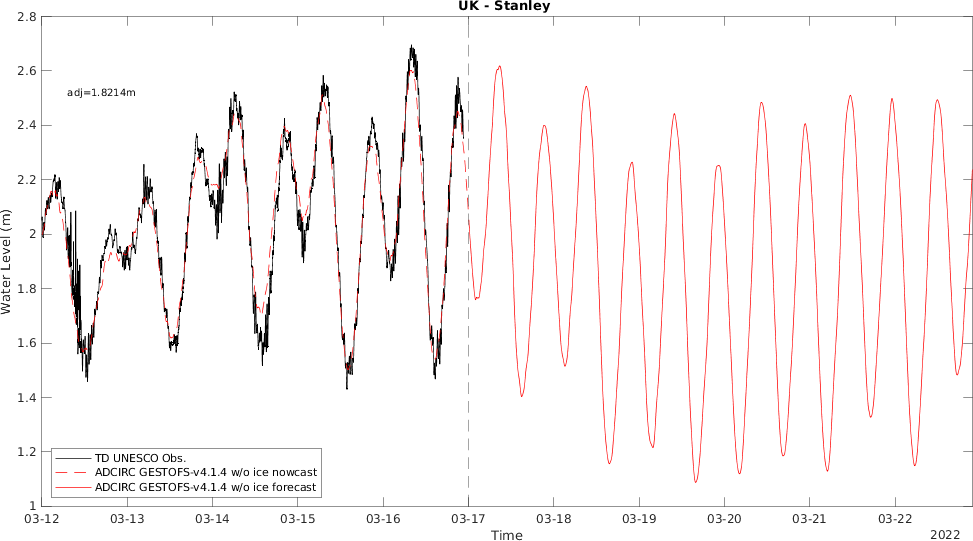 UK - Stanley
2.8
2.6
adj=1.8214m
2.4
2.2
2
1.8
1.6
1.4
1.2
1
Water Level (m)
TD UNESCO Obs.
ADCIRC GESTOFS-v4.1.4 w/o ice nowcast
ADCIRC GESTOFS-v4.1.4 w/o ice forecast
03-12 03-13 03-14 03-15 03-16 03-17 03-18 03-19 03-20 03-21 03-22
Time
2022